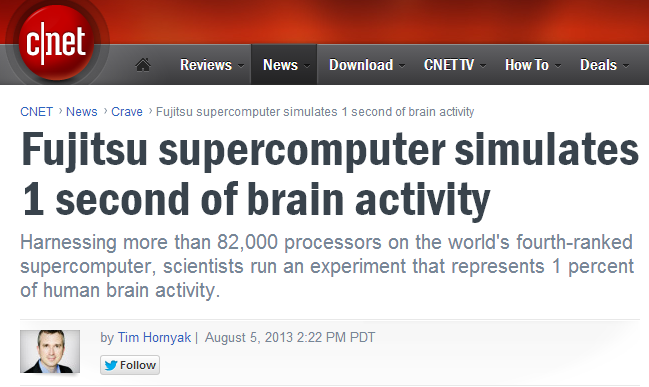 c|net
Reviews News Download CNET TV How To Deals
CNET › News › Crave › Fujitsu supercomputer simulates 1 second of brain activity
Fujitsu supercomputer simulates
1 second of brain activity
Harnessing more than 82,000 processors on the world's fourth-ranked
supercomputer, scientists run an experiment that represents 1 percent
of human brain activity.
by Tim Hornyak | August 5, 2013 2:22 PM PDT
Follow